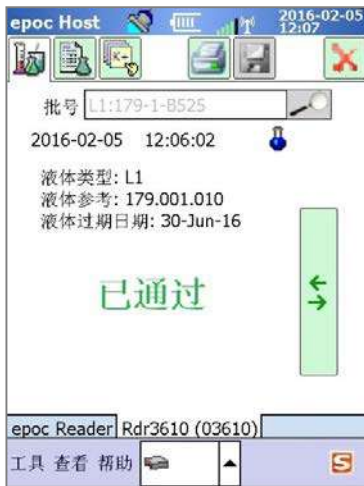 epoc Host 2016-02-05
12:07
批号 L1:179-1-B525
2016-02-05 12:06:02
液体类型: L1
液体参考: 179.001.010
液体过期日期: 30-Jun-16
已通过
epoc Reader Rdr3610 (03610)
工具 查看 帮助